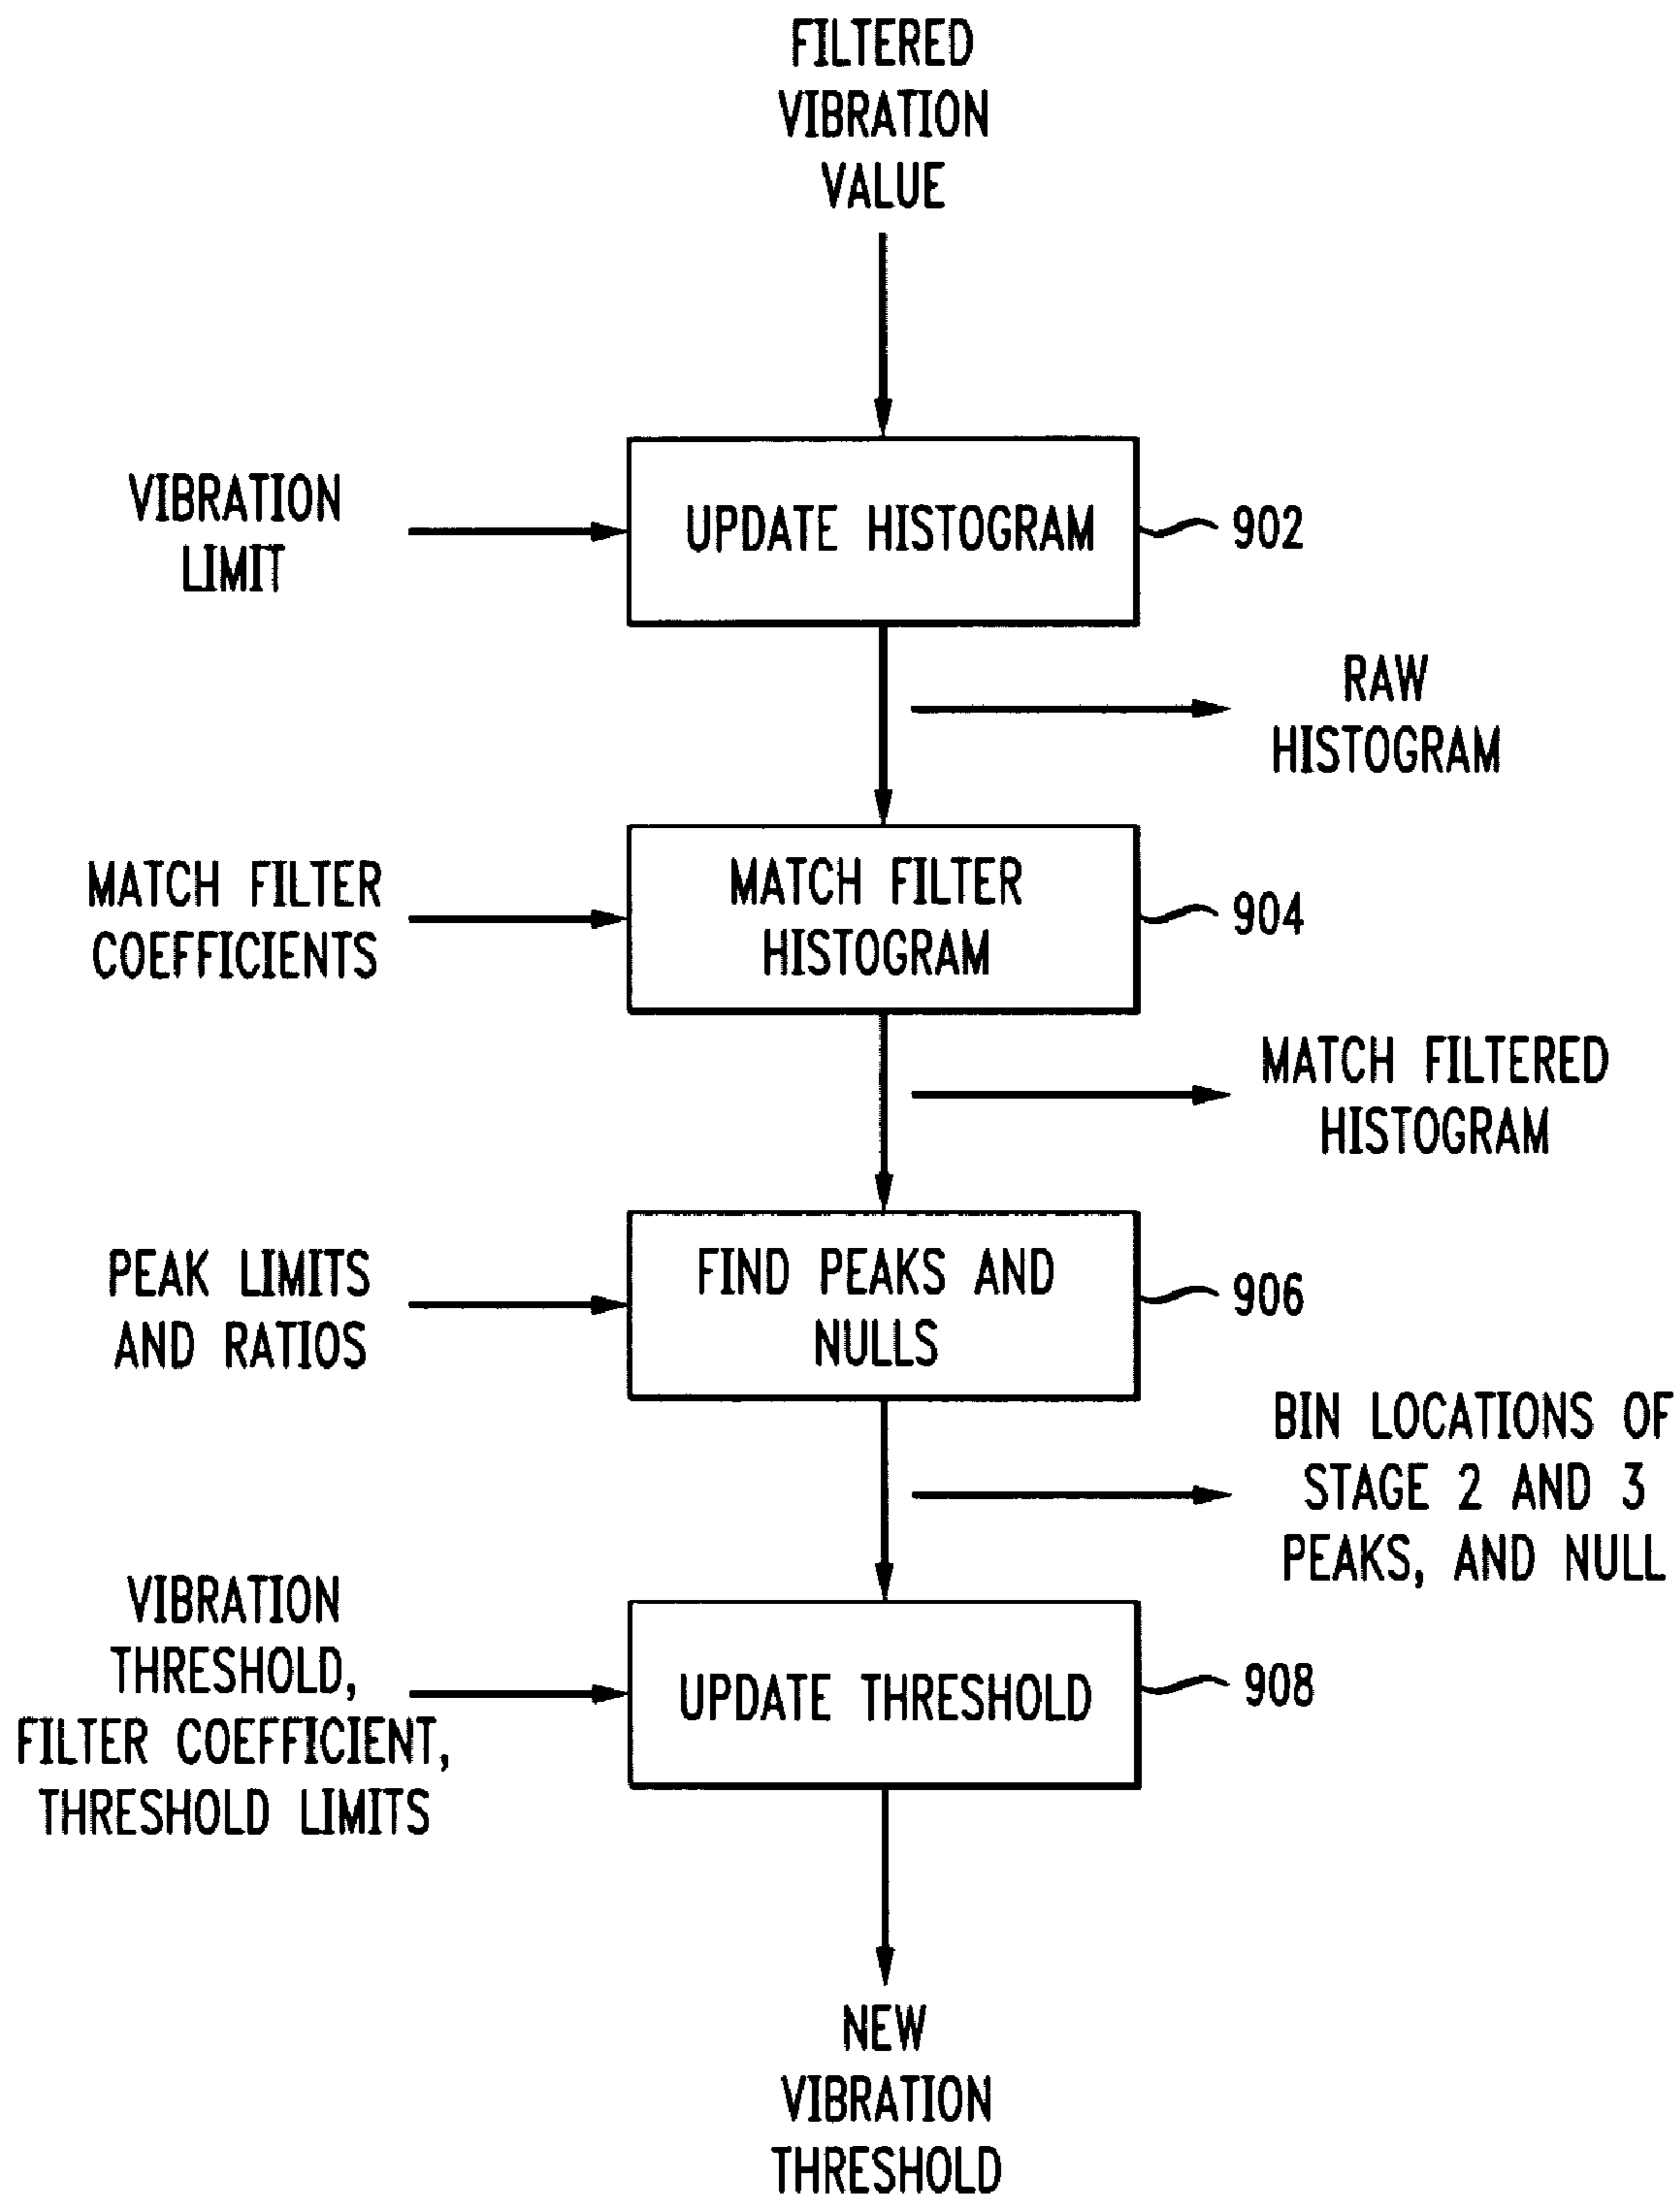 FILTERED
VIBRATION
VALUE
VIBRATION
LIMIT
UPDATE HISTOGRAM
902
RAW
HISTOGRAM
MATCH FILTER
COEFFICIENTS
MATCH FILTER
HISTOGRAM
904
MATCH FILTERED
HISTOGRAM
PEAK LIMITS
AND RATIOS
FIND PEAKS AND
NULLS
906
BIN LOCATIONS OF
STAGE 2 AND 3
PEAKS, AND NULL
VIBRATION
THRESHOLD,
FILTER COEFFICIENT,
THRESHOLD LIMITS
UPDATE THRESHOLD
908
NEW
VIBRATION
THRESHOLD